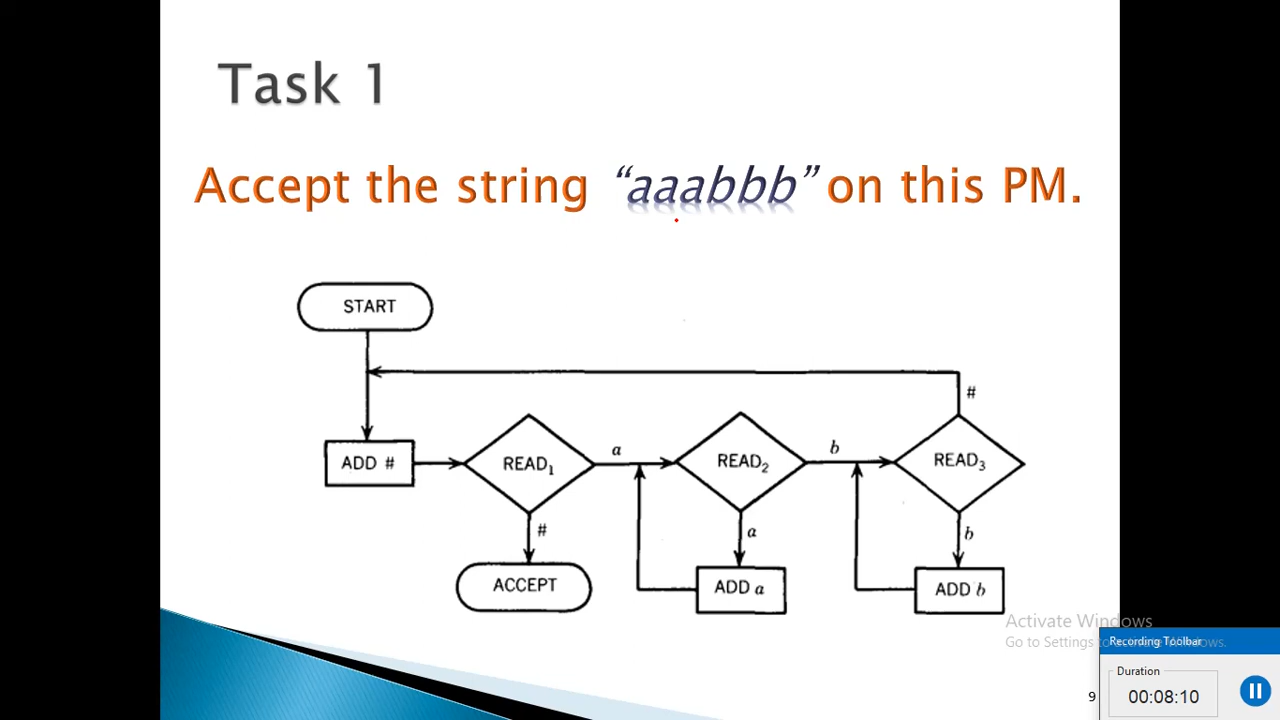 Task 1
Accept the string “aaabbb” on this PM.
START
#
a
b
ADD #
READ1
READ2
READ3
#
a
b
ACCEPT
ADD a
ADD b
Activate Windows
Go to Settings to activate Windows.
Recording Toolbar
Duration
9
00:08:10